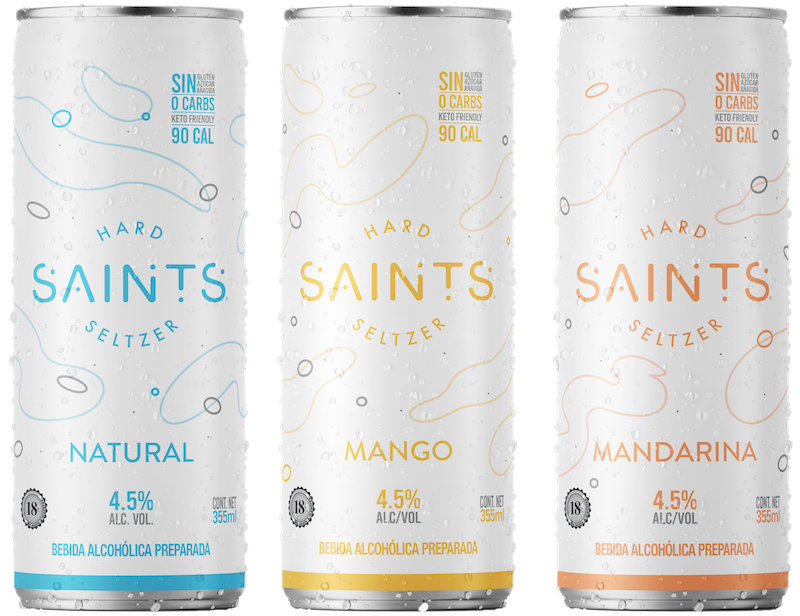 SIN GLUTEN
AZÚCAR
AÑADIDA
0 CARBS
KETO FRIENDLY
90 CAL
HARD
SAINTS
SELTZER
NATURAL
18
4.5%
ALC. VOL.
CONT. NET
355ml
BEBIDA ALCOHÓLICA PREPARADA
SIN GLUTEN
AZÚCAR
AÑADIDA
0 CARBS
KETO FRIENDLY
90 CAL
HARD
SAINTS
SELTZER
MANGO
18
4.5%
ALC/VOL
CONT. NET
355ml
BEBIDA ALCOHÓLICA PREPARADA
SIN GLUTEN
AZÚCAR
AÑADIDA
0 CARBS
KETO FRIENDLY
90 CAL
HARD
SAINTS
SELTZER
MANDARINA
18
4.5%
ALC/VOL
CONT. NET
355ml
BEBIDA ALCOHÓLICA PREPARADA